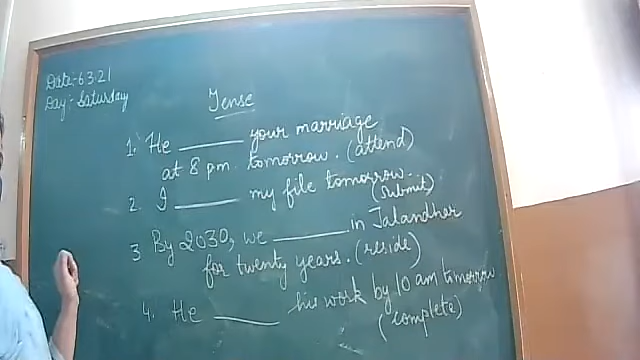 Date:-6.3.21
Day:- Saturday
Tense
1. He ______ your marriage
at 8 pm. tomorrow. (attend)
2. I ______ my file tomorrow.
(submit)
3 By 2030, we ______ in Jalandher
for twenty years. (reside)
4. He ______ his work by 10 am tomorrow
(complete)